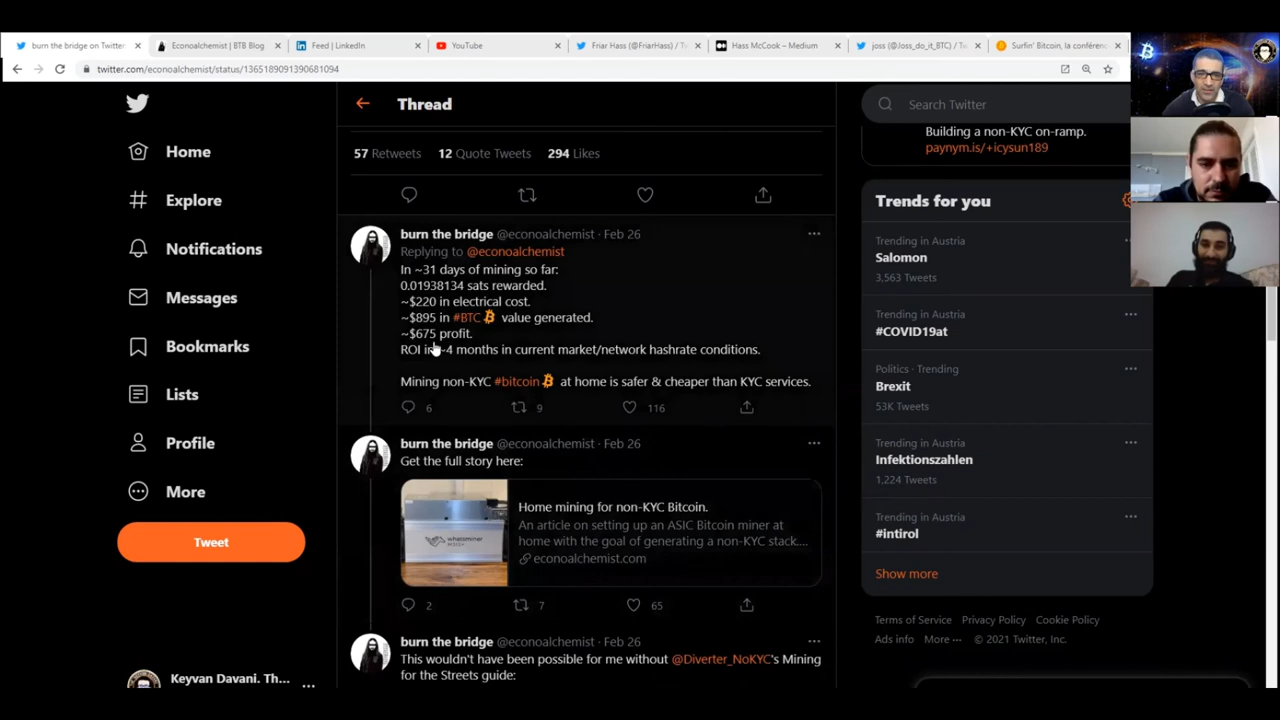 burn the bridge on Twitter
Econoalchemist | BTB Blog
Feed | LinkedIn
YouTube
Friar Hass (@FriarHass) / T
Hass McCook – Medium
joss (@Joss_do_it_BTC) / Tw
Surfin' Bitcoin, la conféren
twitter.com/econoalchemist/status/1365189091390681094
Home
Explore
Notifications
Messages
Bookmarks
Lists
Profile
More
Tweet
Keyvan Davani. Th...
Thread
57 Retweets 12 Quote Tweets 294 Likes
burn the bridge @econoalchemist · Feb 26
Replying to @econoalchemist
In ~31 days of mining so far:
0.01938134 sats rewarded.
~$220 in electrical cost.
~$895 in #BTC value generated.
~$675 profit.
ROI in ~4 months in current market/network hashrate conditions.
Mining non-KYC #bitcoin at home is safer & cheaper than KYC services.
6 9 116
burn the bridge @econoalchemist · Feb 26
Get the full story here:
whatsminer
Home mining for non-KYC Bitcoin.
An article on setting up an ASIC Bitcoin miner at
home with the goal of generating a non-KYC stack....
econoalchemist.com
2 7 65
burn the bridge @econoalchemist · Feb 26
This wouldn't have been possible for me without @Diverter_NoKYC's Mining
for the Streets guide:
Search Twitter
Building a non-KYC on-ramp.
paynym.is/+icysun189
Trends for you
Trending in Austria
Salomon
3,563 Tweets
Trending in Austria
#COVID19at
Politics · Trending
Brexit
53K Tweets
Trending in Austria
Infektionszahlen
1,224 Tweets
Trending in Austria
#intirol
Show more
Terms of Service Privacy Policy Cookie Policy
Ads info More ··· © 2021 Twitter, Inc.